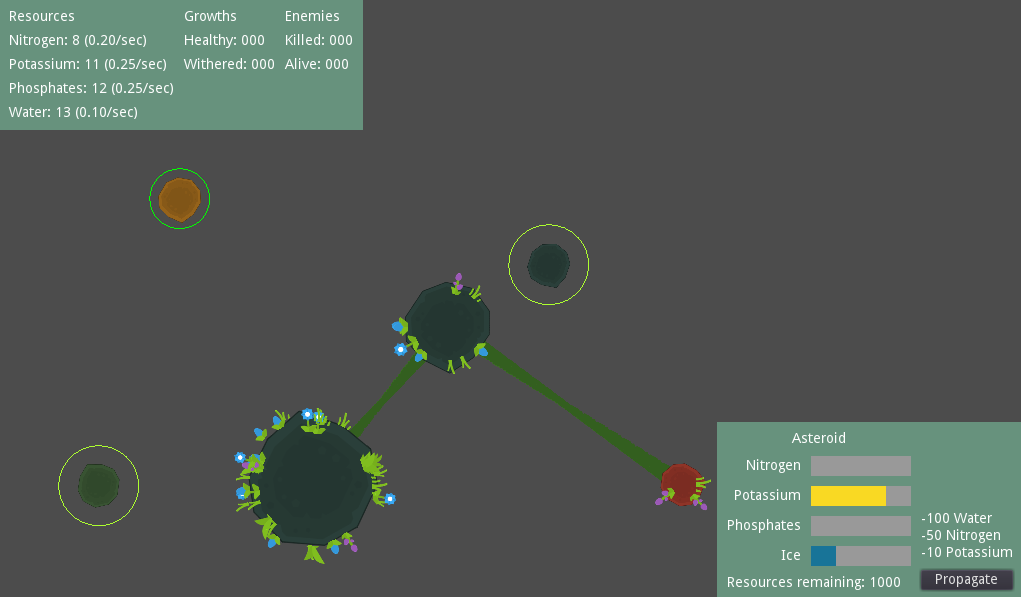 Resources Growths Enemies
Nitrogen: 8 (0.20/sec) Healthy: 000 Killed: 000
Potassium: 11 (0.25/sec) Withered: 000 Alive: 000
Phosphates: 12 (0.25/sec)
Water: 13 (0.10/sec)
Asteroid
Nitrogen
Potassium
Phosphates
Ice
-100 Water
-50 Nitrogen
-10 Potassium
Resources remaining: 1000
Propagate